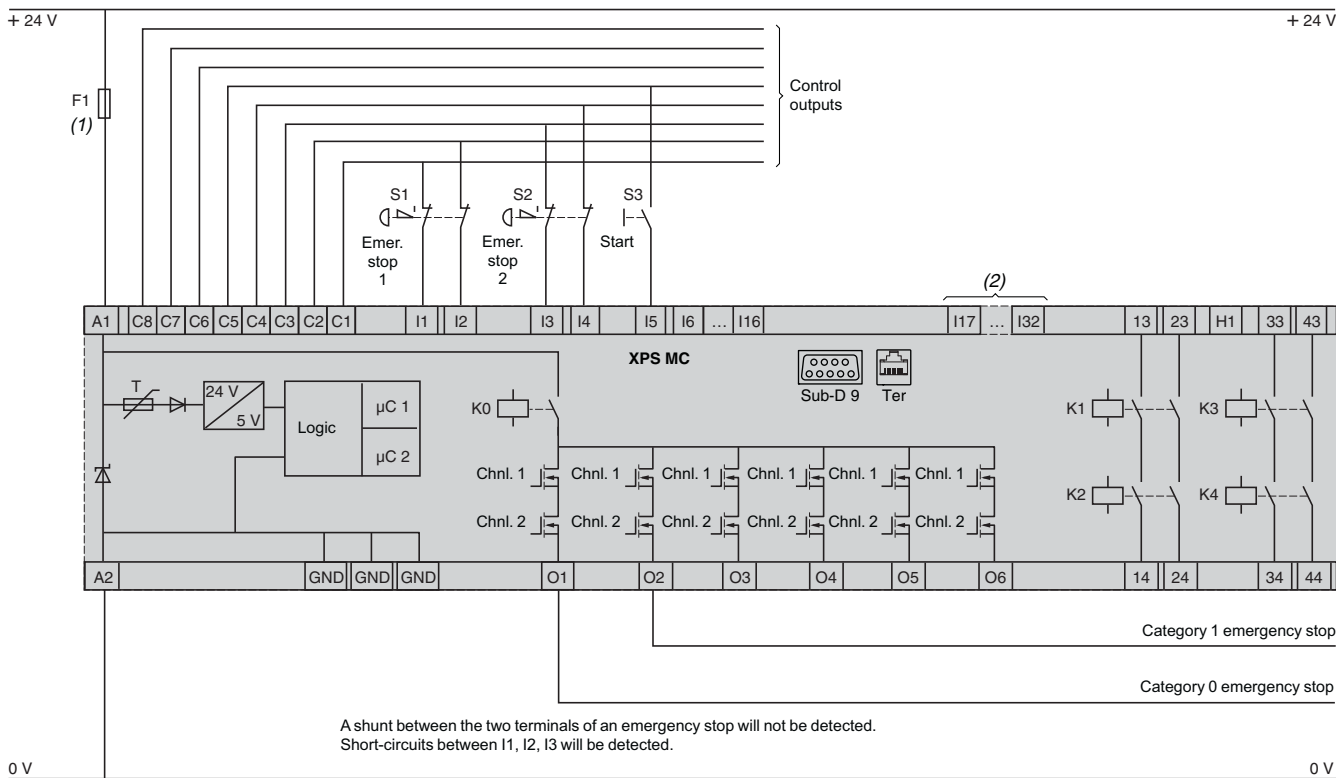 + 24 V
+ 24 V
F1
(1)
Control
outputs
S1
S2
S3
Emer.
stop
1
Emer.
stop
2
Start
(2)
A1 C8 C7 C6 C5 C4 C3 C2 C1 I1 I2 I3 I4 I5 I6 ... I16 I17 ... I32 13 23 H1 33 43
XPS MC
Sub-D 9
Ter
T
24 V
5 V
Logic
µC 1
µC 2
K0
K1
K3
K2
K4
Chnl. 1 Chnl. 1 Chnl. 1 Chnl. 1 Chnl. 1 Chnl. 1
Chnl. 2 Chnl. 2 Chnl. 2 Chnl. 2 Chnl. 2 Chnl. 2
A2 GND GND GND O1 O2 O3 O4 O5 O6 14 24 34 44
Category 1 emergency stop
Category 0 emergency stop
A shunt between the two terminals of an emergency stop will not be detected.
Short-circuits between I1, I2, I3 will be detected.
0 V
0 V